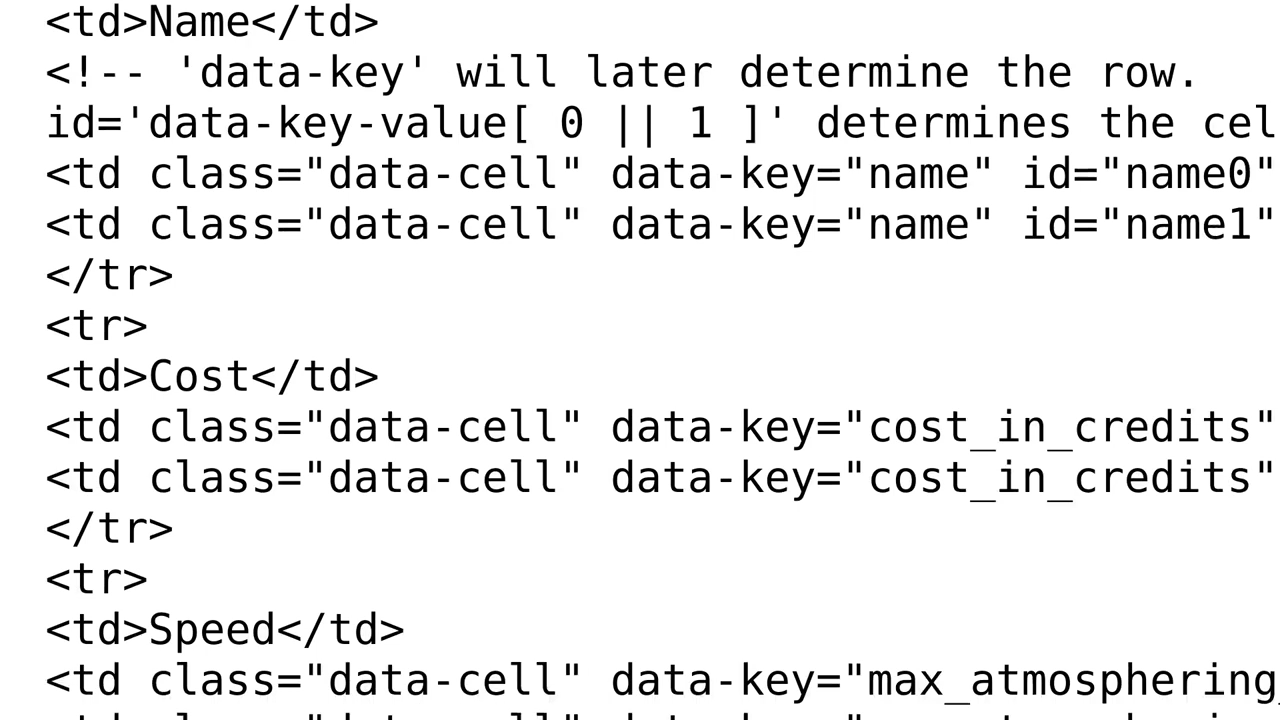 <td>Name</td>
<!-- 'data-key' will later determine the row.
id='data-key-value[ 0 || 1 ]' determines the cel
<td class="data-cell" data-key="name" id="name0"
<td class="data-cell" data-key="name" id="name1"
</tr>
<tr>
<td>Cost</td>
<td class="data-cell" data-key="cost_in_credits"
<td class="data-cell" data-key="cost_in_credits"
</tr>
<tr>
<td>Speed</td>
<td class="data-cell" data-key="max_atmosphering_